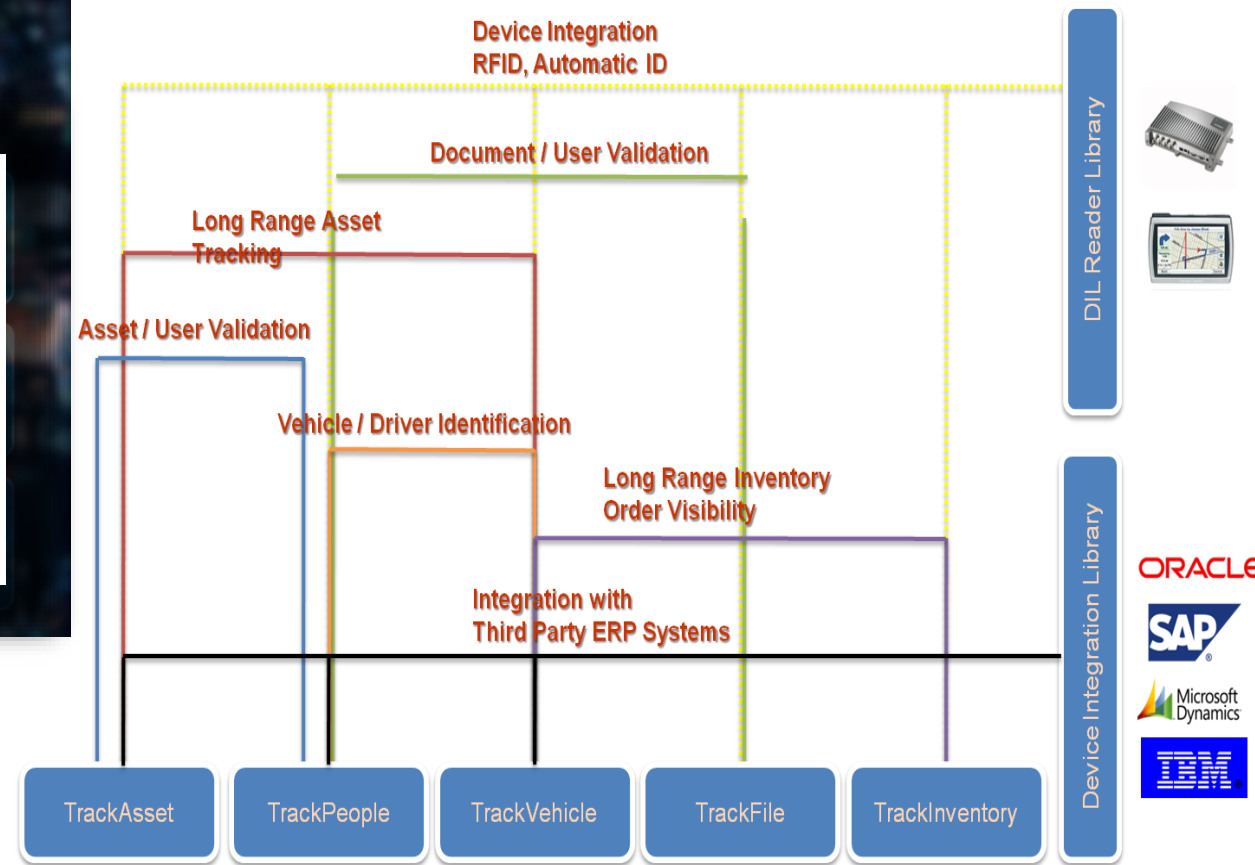 Device Integration
RFID, Automatic ID
Document / User Validation
Long Range Asset
Tracking
Asset / User Validation
Vehicle / Driver Identification
Long Range Inventory
Order Visibility
Integration with
Third Party ERP Systems
DIL Reader Library
Device Integration Library
ORACLE
SAP
®
Microsoft
Dynamics
IBM
®
TrackAsset
TrackPeople
TrackVehicle
TrackFile
TrackInventory